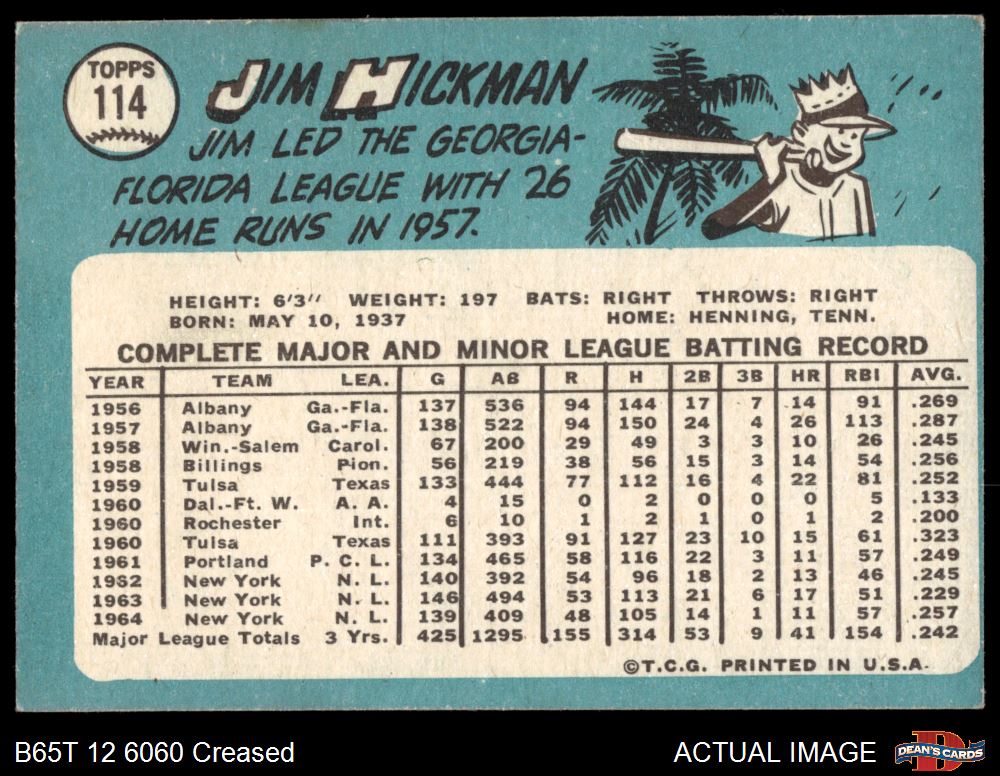 TOPPS
114
JIM HICKMAN
JIM LED THE GEORGIA-
FLORIDA LEAGUE WITH 26
HOME RUNS IN 1957.
HEIGHT: 6'3" WEIGHT: 197 BATS: RIGHT THROWS: RIGHT
BORN: MAY 10, 1937 HOME: HENNING, TENN.
COMPLETE MAJOR AND MINOR LEAGUE BATTING RECORD
YEAR TEAM LEA. G AB R H 2B 3B HR RBI AVG.
1956 Albany Ga.-Fla. 137 536 94 144 17 7 14 91 .269
1957 Albany Ga.-Fla. 138 522 94 150 24 4 26 113 .287
1958 Win.-Salem Carol. 67 200 29 49 3 3 10 26 .245
1958 Billings Pion. 56 219 38 56 15 3 14 54 .256
1959 Tulsa Texas 133 444 77 112 16 4 22 81 .252
1960 Dal.-Ft. W. A. A. 4 15 0 2 0 0 0 5 .133
1960 Rochester Int. 6 10 1 2 1 0 1 2 .200
1960 Tulsa Texas 111 393 91 127 23 10 15 61 .323
1961 Portland P. C. L. 134 465 58 116 22 3 11 57 .249
1962 New York N. L. 140 392 54 96 18 2 13 46 .245
1963 New York N. L. 146 494 53 113 21 6 17 51 .229
1964 New York N. L. 139 409 48 105 14 1 11 57 .257
Major League Totals 3 Yrs. 425 1295 155 314 53 9 41 154 .242
©T.C.G. PRINTED IN U.S.A.
B65T 12 6060 Creased ACTUAL IMAGE
DEAN'S CARDS